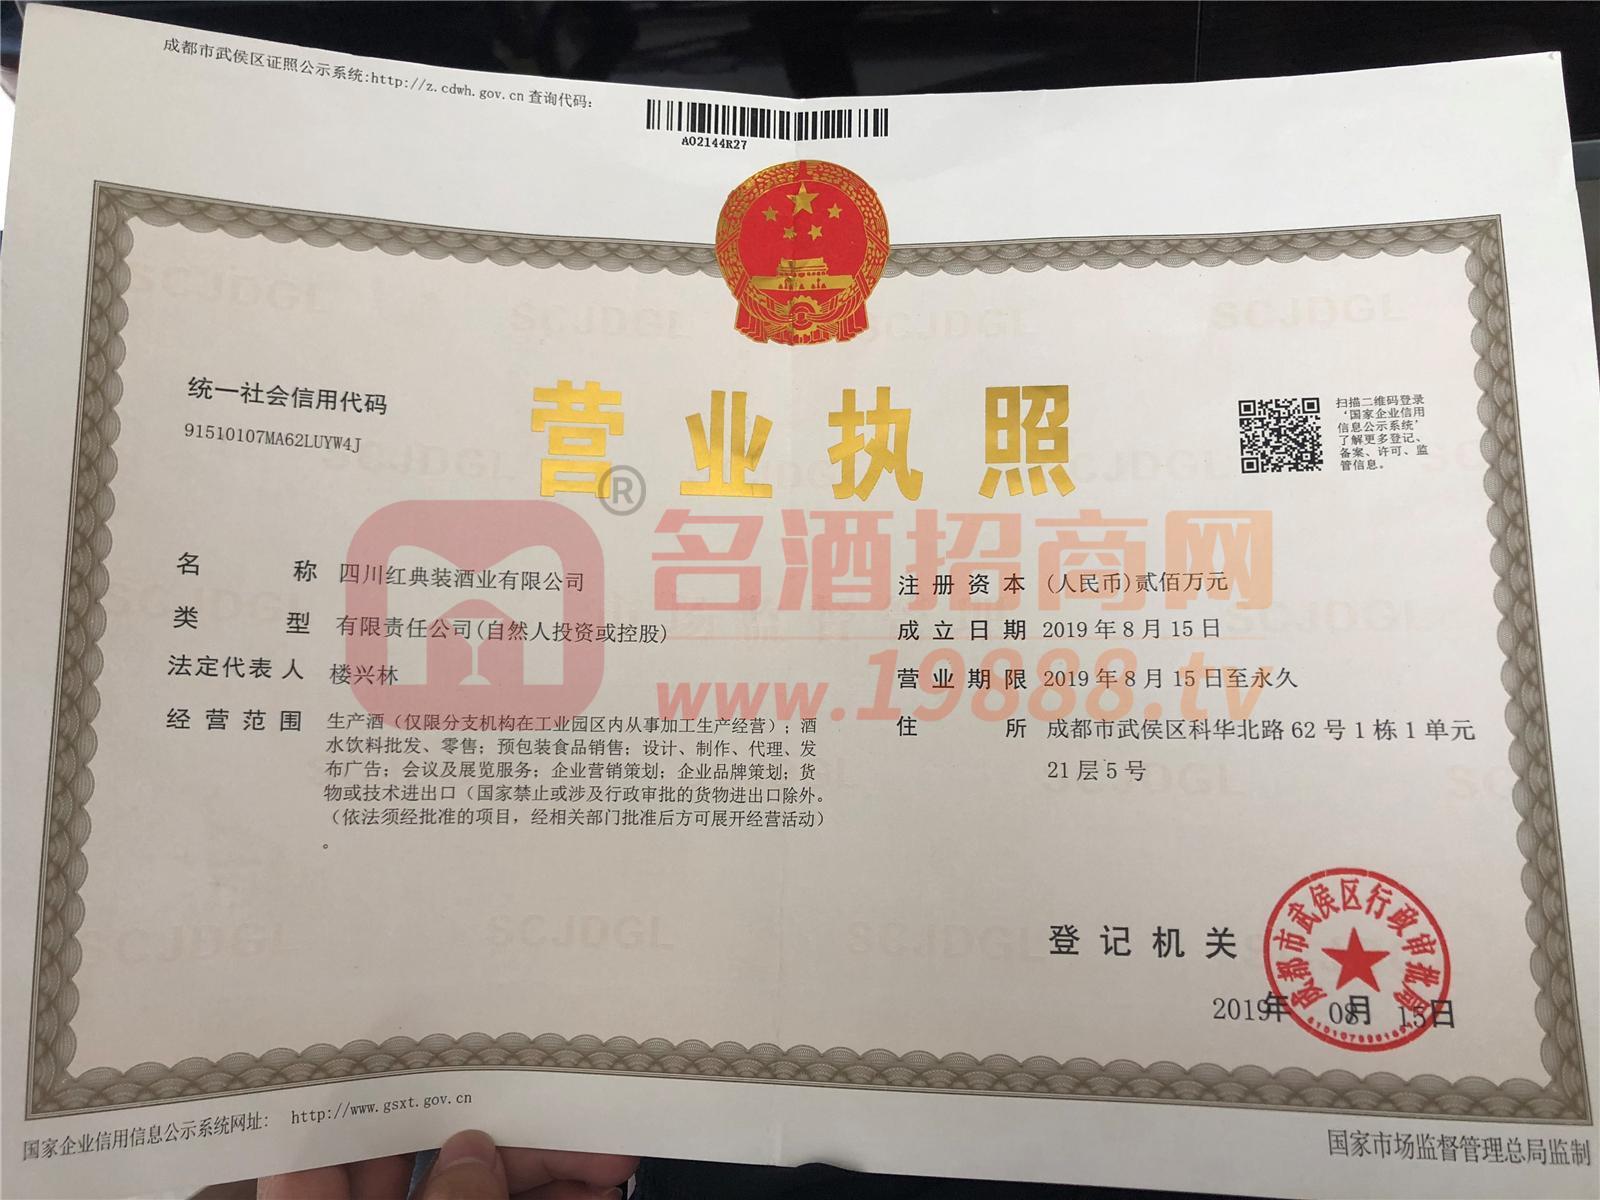 成都市武侯区证照公示系统:http://z.cdwh.gov.cn 查询代码:
A02144R27
统一社会信用代码
91510107MA62LUYW4J
营业执照
扫描二维码登录
‘国家企业信用
信息公示系统’
了解更多登记、
备案、许可、监
管信息。
®
名酒招商网
www.19888.tv
名称 四川红典装酒业有限公司
类型 有限责任公司(自然人投资或控股)
法定代表人 楼兴林
经营范围 生产酒（仅限分支机构在工业园区内从事加工生产经营）；酒
水饮料批发、零售；预包装食品销售；设计、制作、代理、发
布广告；会议及展览服务；企业营销策划；企业品牌策划；货
物或技术进出口（国家禁止或涉及行政审批的货物进出口除外。
（依法须经批准的项目，经相关部门批准后方可展开经营活动）
。
注册资本 (人民币)贰佰万元
成立日期 2019年8月15日
营业期限 2019年8月15日至永久
住所 成都市武侯区科华北路62号1栋1单元
21层5号
登记机关
成都市武侯区行政审批局
2019年 08月 15日
国家企业信用信息公示系统网址: http://www.gsxt.gov.cn
国家市场监督管理总局监制